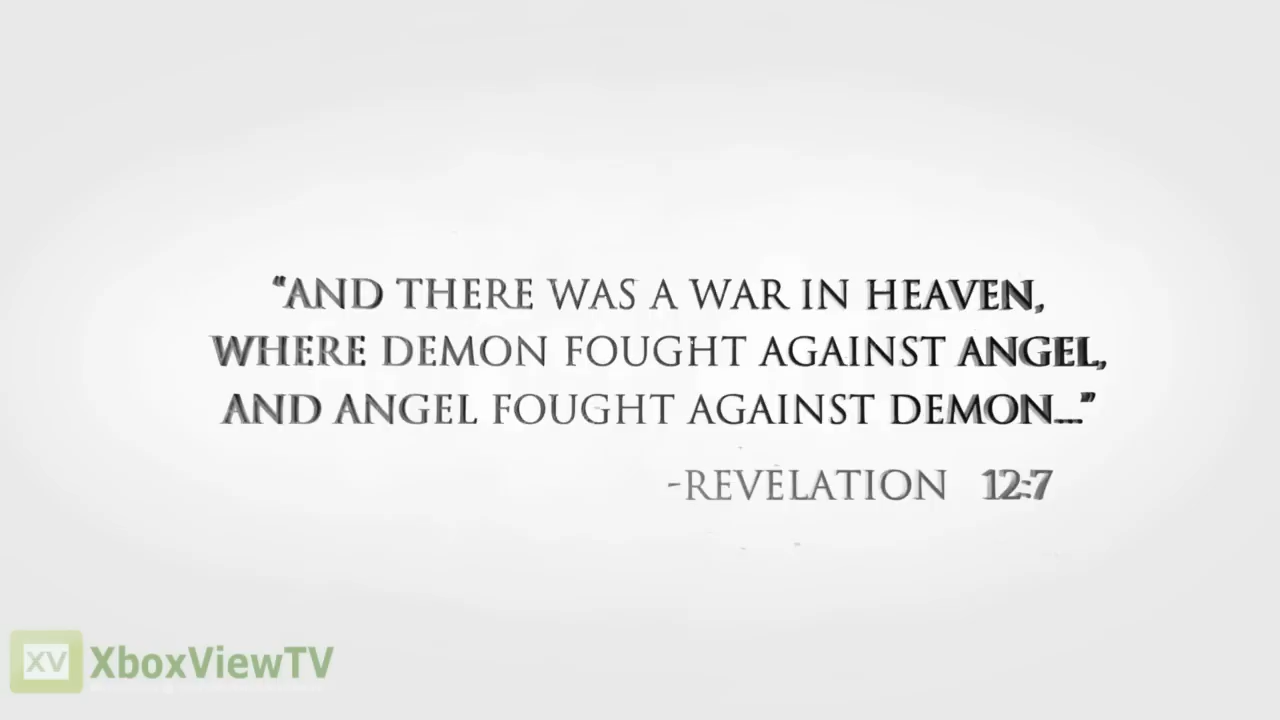 “AND THERE WAS A WAR IN HEAVEN,
WHERE DEMON FOUGHT AGAINST ANGEL,
AND ANGEL FOUGHT AGAINST DEMON...”
-REVELATION 12:7
XV XboxViewTV